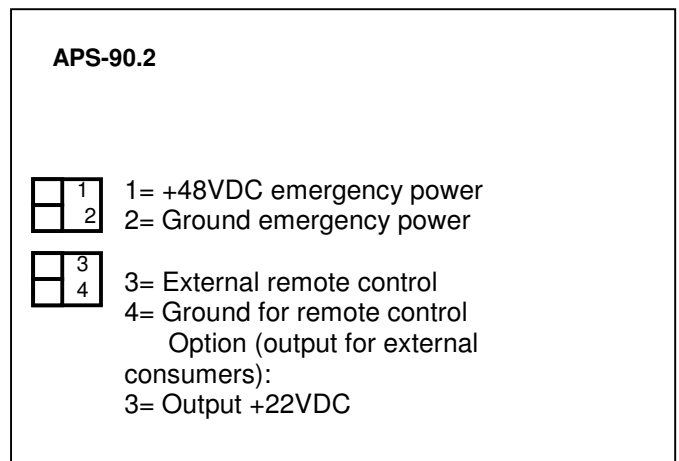 APS-90.2
1 1= +48VDC emergency power
2 2= Ground emergency power
3
4 3= External remote control
4= Ground for remote control
Option (output for external
consumers):
3= Output +22VDC